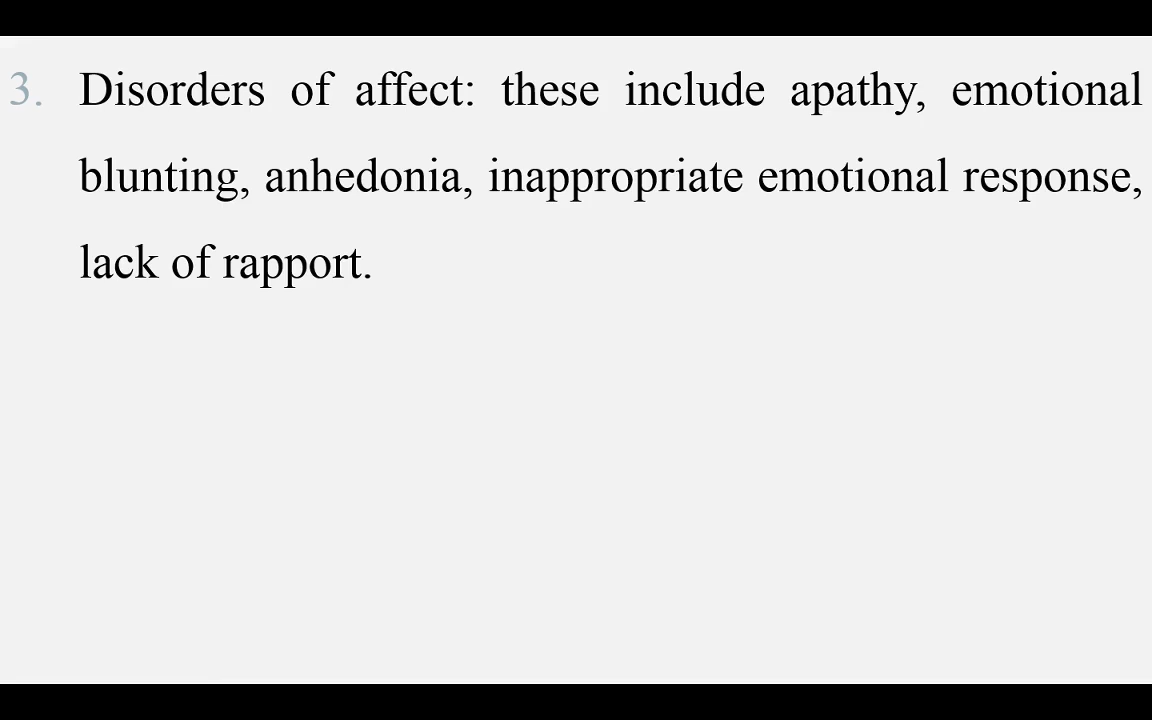 3. Disorders of affect: these include apathy, emotional
blunting, anhedonia, inappropriate emotional response,
lack of rapport.